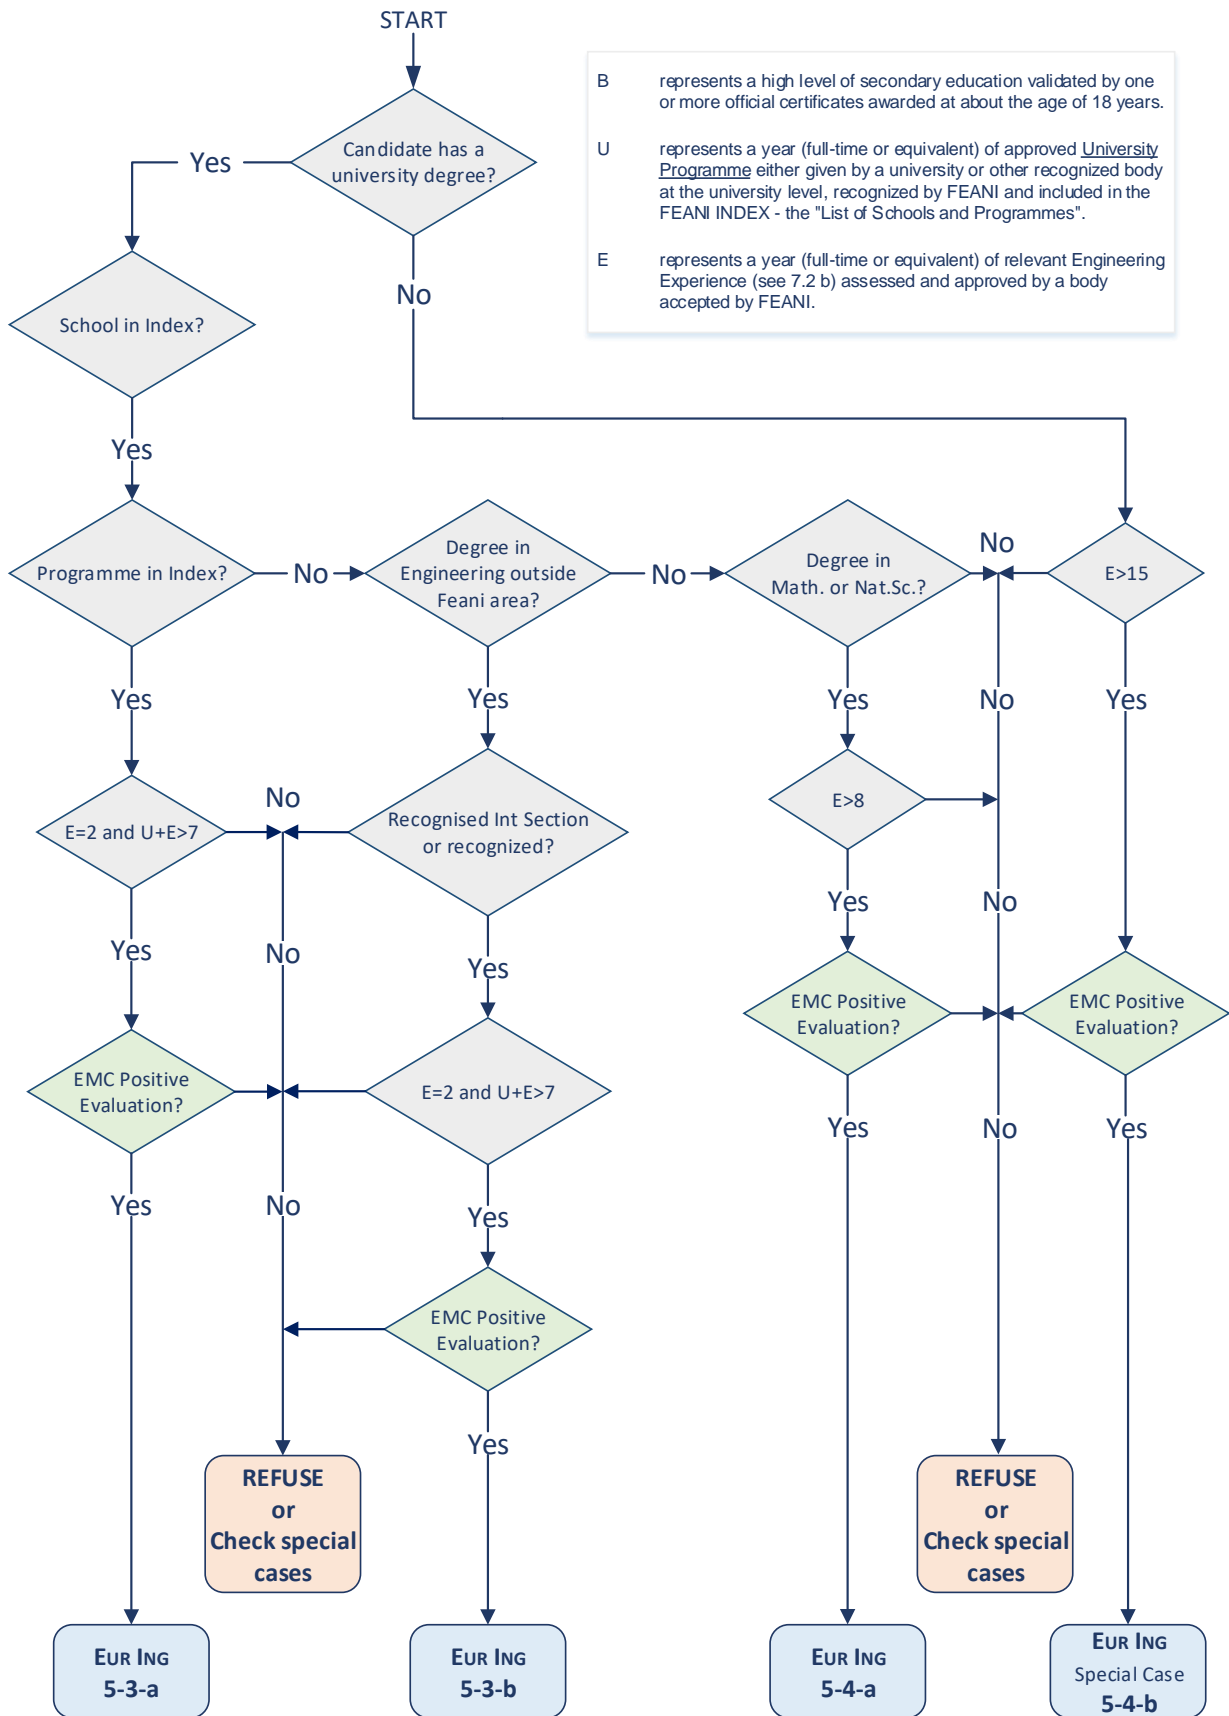 START
B represents a high level of secondary education validated by one
or more official certificates awarded at about the age of 18 years.
U represents a year (full-time or equivalent) of approved University
Programme either given by a university or other recognized body
at the university level, recognized by FEANI and included in the
FEANI INDEX - the "List of Schools and Programmes".
E represents a year (full-time or equivalent) of relevant Engineering
Experience (see 7.2 b) assessed and approved by a body
accepted by FEANI.
Candidate has a
university degree?
Yes
No
School in Index?
Yes
Programme in Index?
No
Degree in
Engineering outside
Feani area?
No
Degree in
Math. or Nat.Sc.?
No
E>15
Yes
Yes
Yes
No
Yes
E=2 and U+E>7
No
Recognised Int Section
or recognized?
E>8
Yes
No
Yes
Yes
No
EMC Positive
Evaluation?
E=2 and U+E>7
EMC Positive
Evaluation?
EMC Positive
Evaluation?
Yes
No
Yes
Yes
No
Yes
EMC Positive
Evaluation?
Yes
REFUSE
or
Check special
cases
REFUSE
or
Check special
cases
EUR ING
5-3-a
EUR ING
5-3-b
EUR ING
5-4-a
EUR ING
Special Case
5-4-b